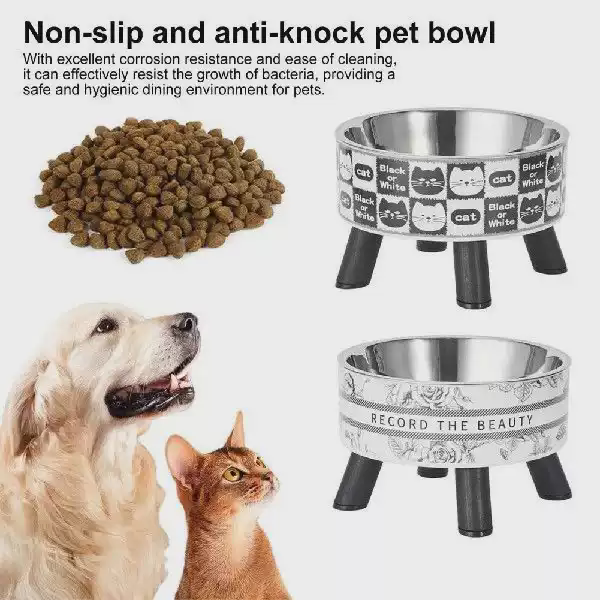 Non-slip and anti-knock pet bowl
With excellent corrosion resistance and ease of cleaning,
it can effectively resist the growth of bacteria, providing a
safe and hygienic dining environment for pets.
cat Black or White cat Black or White
Black or White cat Black or White cat
RECORD THE BEAUTY